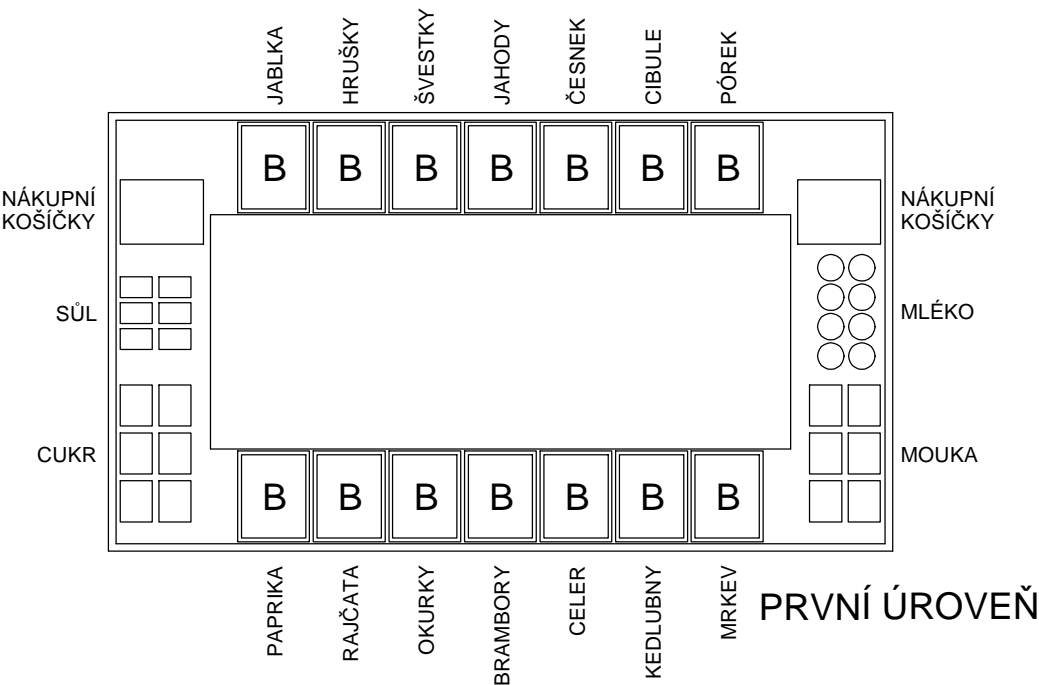 JABLKA
HRUŠKY
ŠVESTKY
JAHODY
ČESNEK
CIBULE
PÓREK
B B B B B B B
NÁKUPNÍ
KOŠÍČKY
NÁKUPNÍ
KOŠÍČKY
SŮL
MLÉKO
CUKR
MOUKA
B B B B B B B
PAPRIKA
RAJČATA
OKURKY
BRAMBORY
CELER
KEDLUBNY
MRKEV
PRVNÍ ÚROVEŇ